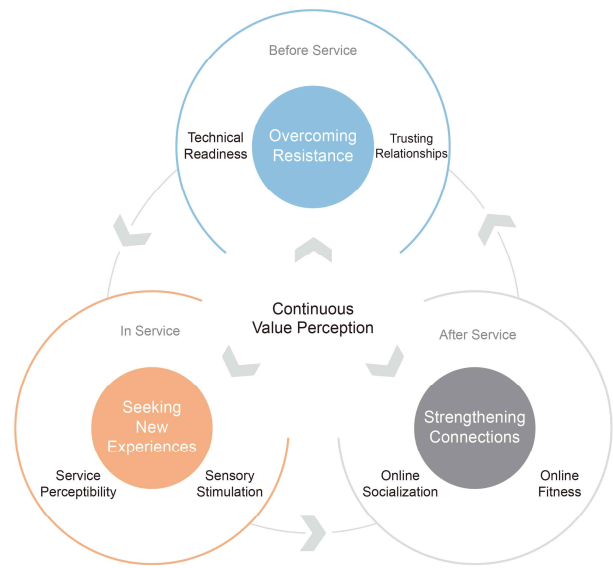 Before Service
Technical
Readiness
Overcoming
Resistance
Trusting
Relationships
Continuous
Value Perception
In Service
Seeking
New
Experiences
Service
Perceptibility
Sensory
Stimulation
After Service
Strengthening
Connections
Online
Socialization
Online
Fitness